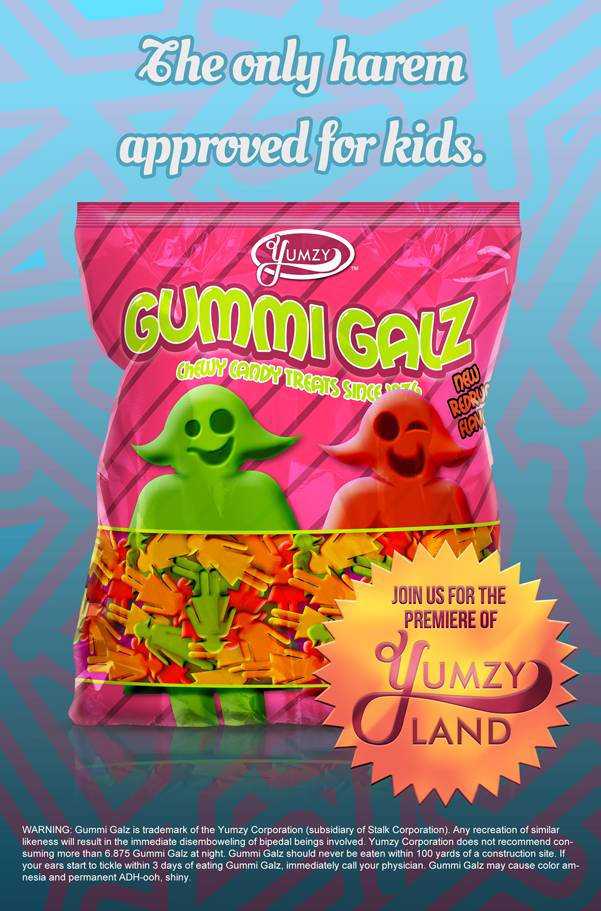 The only harem
approved for kids.
YUMZY
TM
GUMMI GALZ
CHEWY CANDY TREATS SINCE
NEW
JOIN US FOR THE
PREMIERE OF
YUMZY
LAND
WARNING: Gummi Galz is trademark of the Yumzy Corporation (subsidiary of Stalk Corporation). Any recreation of similar
likeness will result in the immediate disemboweling of bipedal beings involved. Yumzy Corporation does not recommend con-
suming more than 6.875 Gummi Galz at night. Gummi Galz should never be eaten within 100 yards of a construction site. If
your ears start to tickle within 3 days of eating Gummi Galz, immediately call your physician. Gummi Galz may cause color am-
nesia and permanent ADH-ooh, shiny.